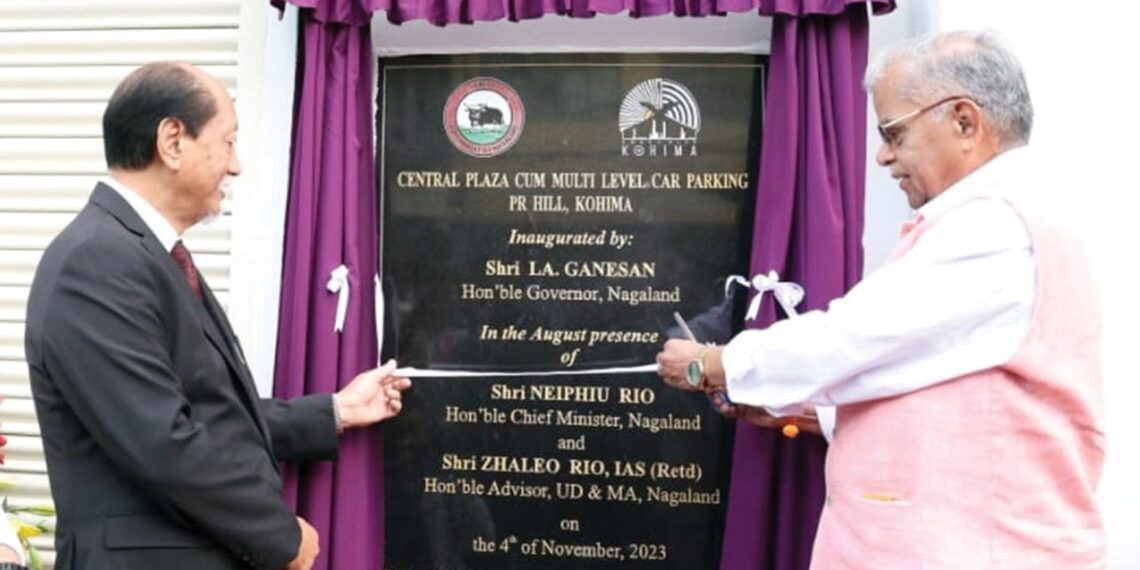 KOHIMA
CENTRAL PLAZA CUM MULTI LEVEL CAR PARKING
PR HILL, KOHIMA
Inaugurated by:
Shri LA. GANESAN
Hon'ble Governor, Nagaland
In the August presence
of
Shri NEIPHIU RIO
Hon'ble Chief Minister, Nagaland
and
Shri ZHALEO RIO, IAS (Retd)
Hon'ble Advisor, UD & MA, Nagaland
on
the 4th of November, 2023